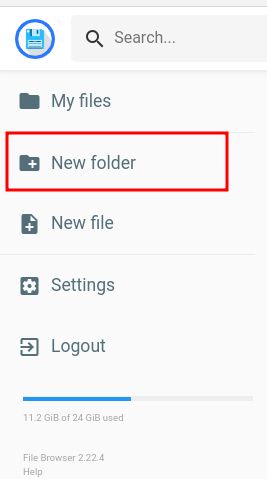 Search...
My files
New folder
New file
Settings
Logout
11.2 GiB of 24 GiB used
File Browser 2.22.4
Help